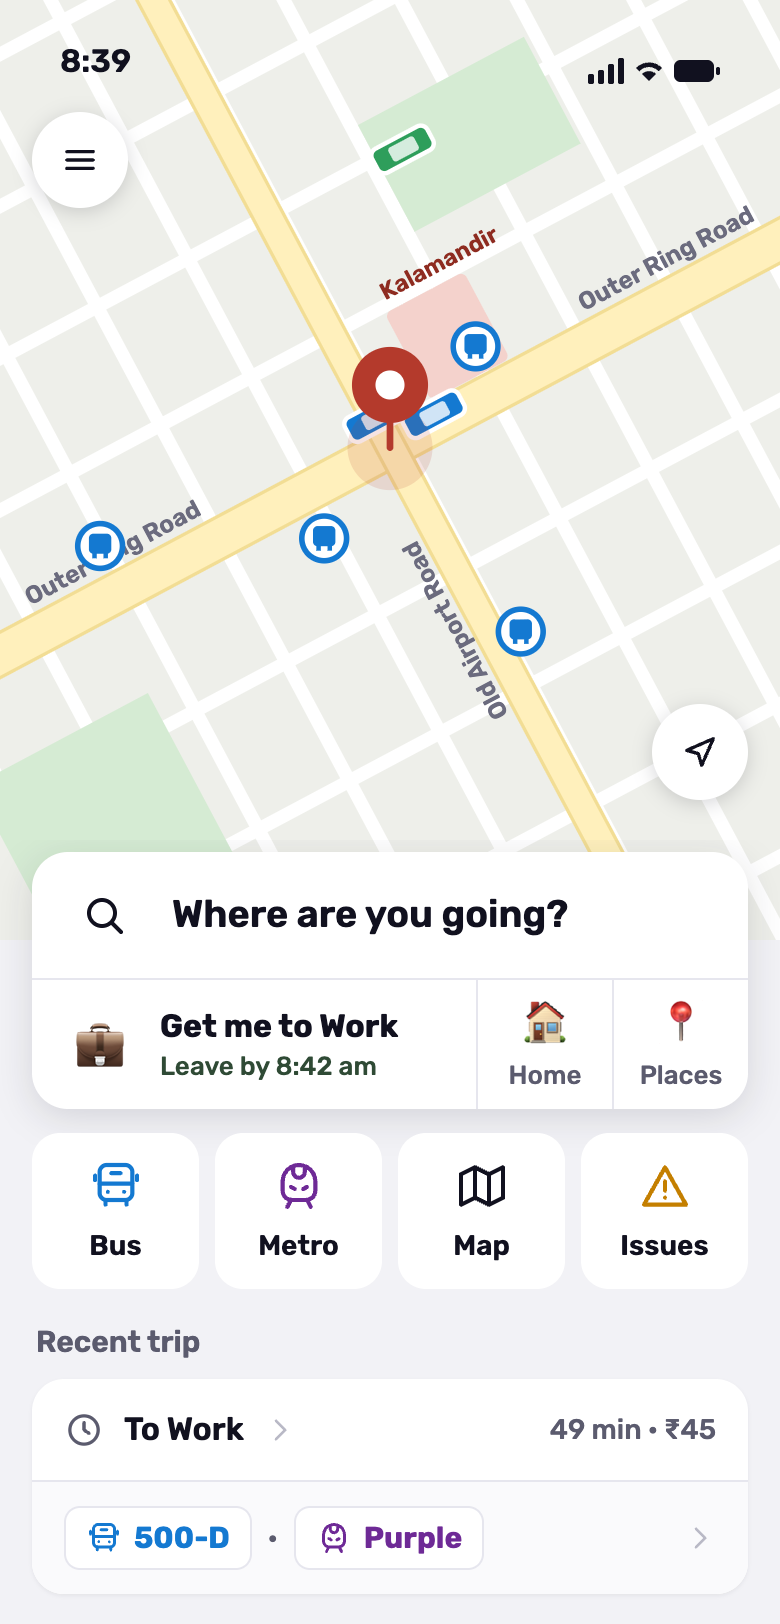 8:39
Kalamandir
Outer Ring Road
Outer Road
Old Airport Road
Where are you going?
Get me to Work
Leave by 8:42 am
Home
Places
Bus
Metro
Map
Issues
Recent trip
To Work
49 min • ₹45
500-D • Purple